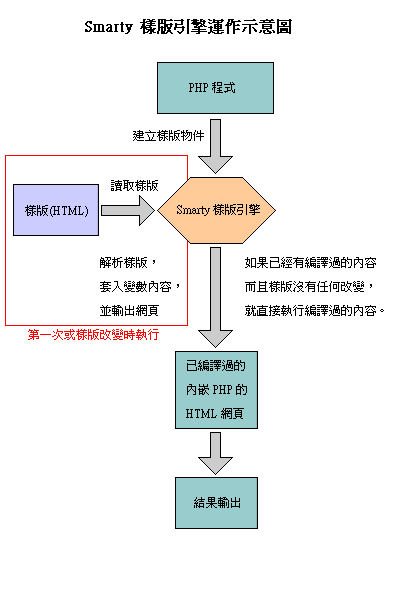 Smarty 樣版引擎運作示意圖
PHP 程式
建立樣版物件
讀取樣版
樣版(HTML)
Smarty 樣版引擎
解析樣版，
套入變數內容，
並輸出網頁
如果已經有編譯過的內容
而且樣版沒有任何改變，
就直接執行編譯過的內容。
第一次或樣版改變時執行
已編譯過的
內嵌 PHP 的
HTML 網頁
結果輸出